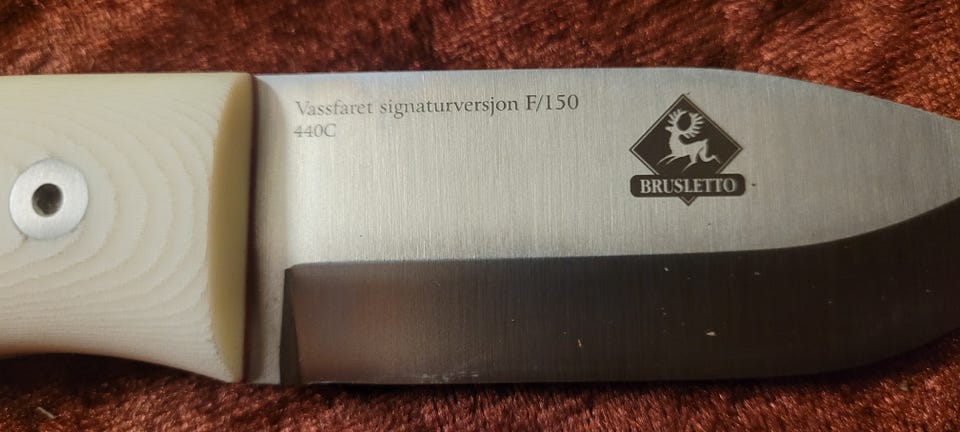 Vassfaret signaturversjon F/150
440C
BRUSLETTO